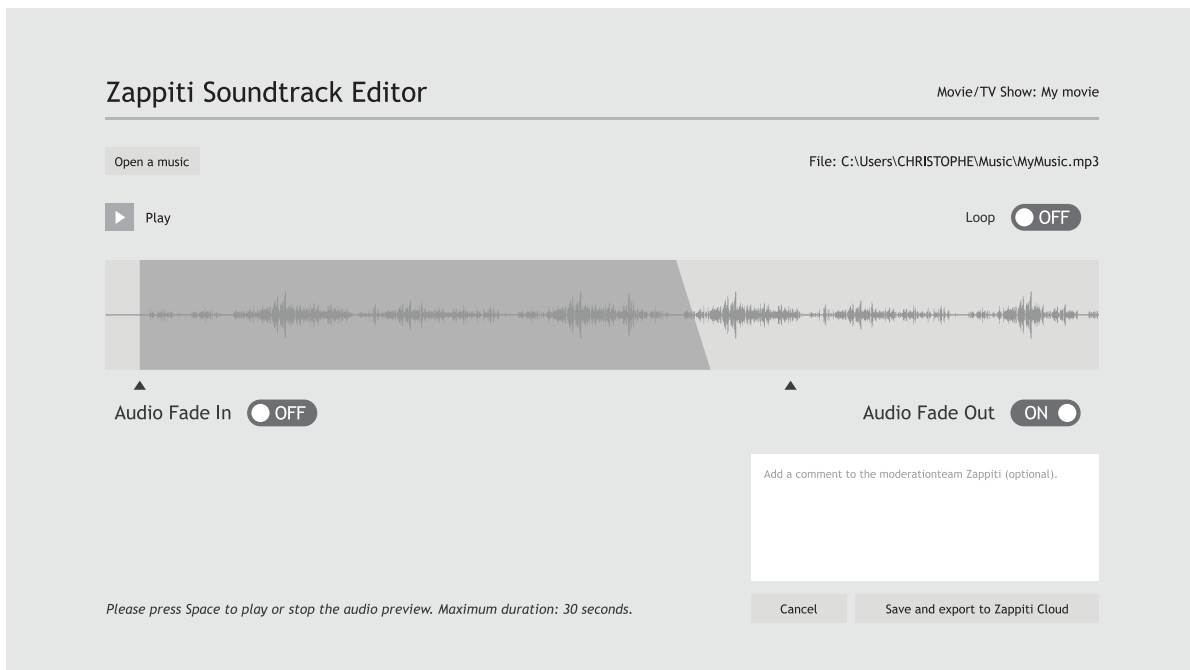 Zappiti Soundtrack Editor
Movie/TV Show: My movie
Open a music
File: C:\Users\CHRISTOPHE\Music\MyMusic.mp3
Play
Loop OFF
Audio Fade In OFF
Audio Fade Out ON
Add a comment to the moderationteam Zappiti (optional).
Please press Space to play or stop the audio preview. Maximum duration: 30 seconds.
Cancel
Save and export to Zappiti Cloud